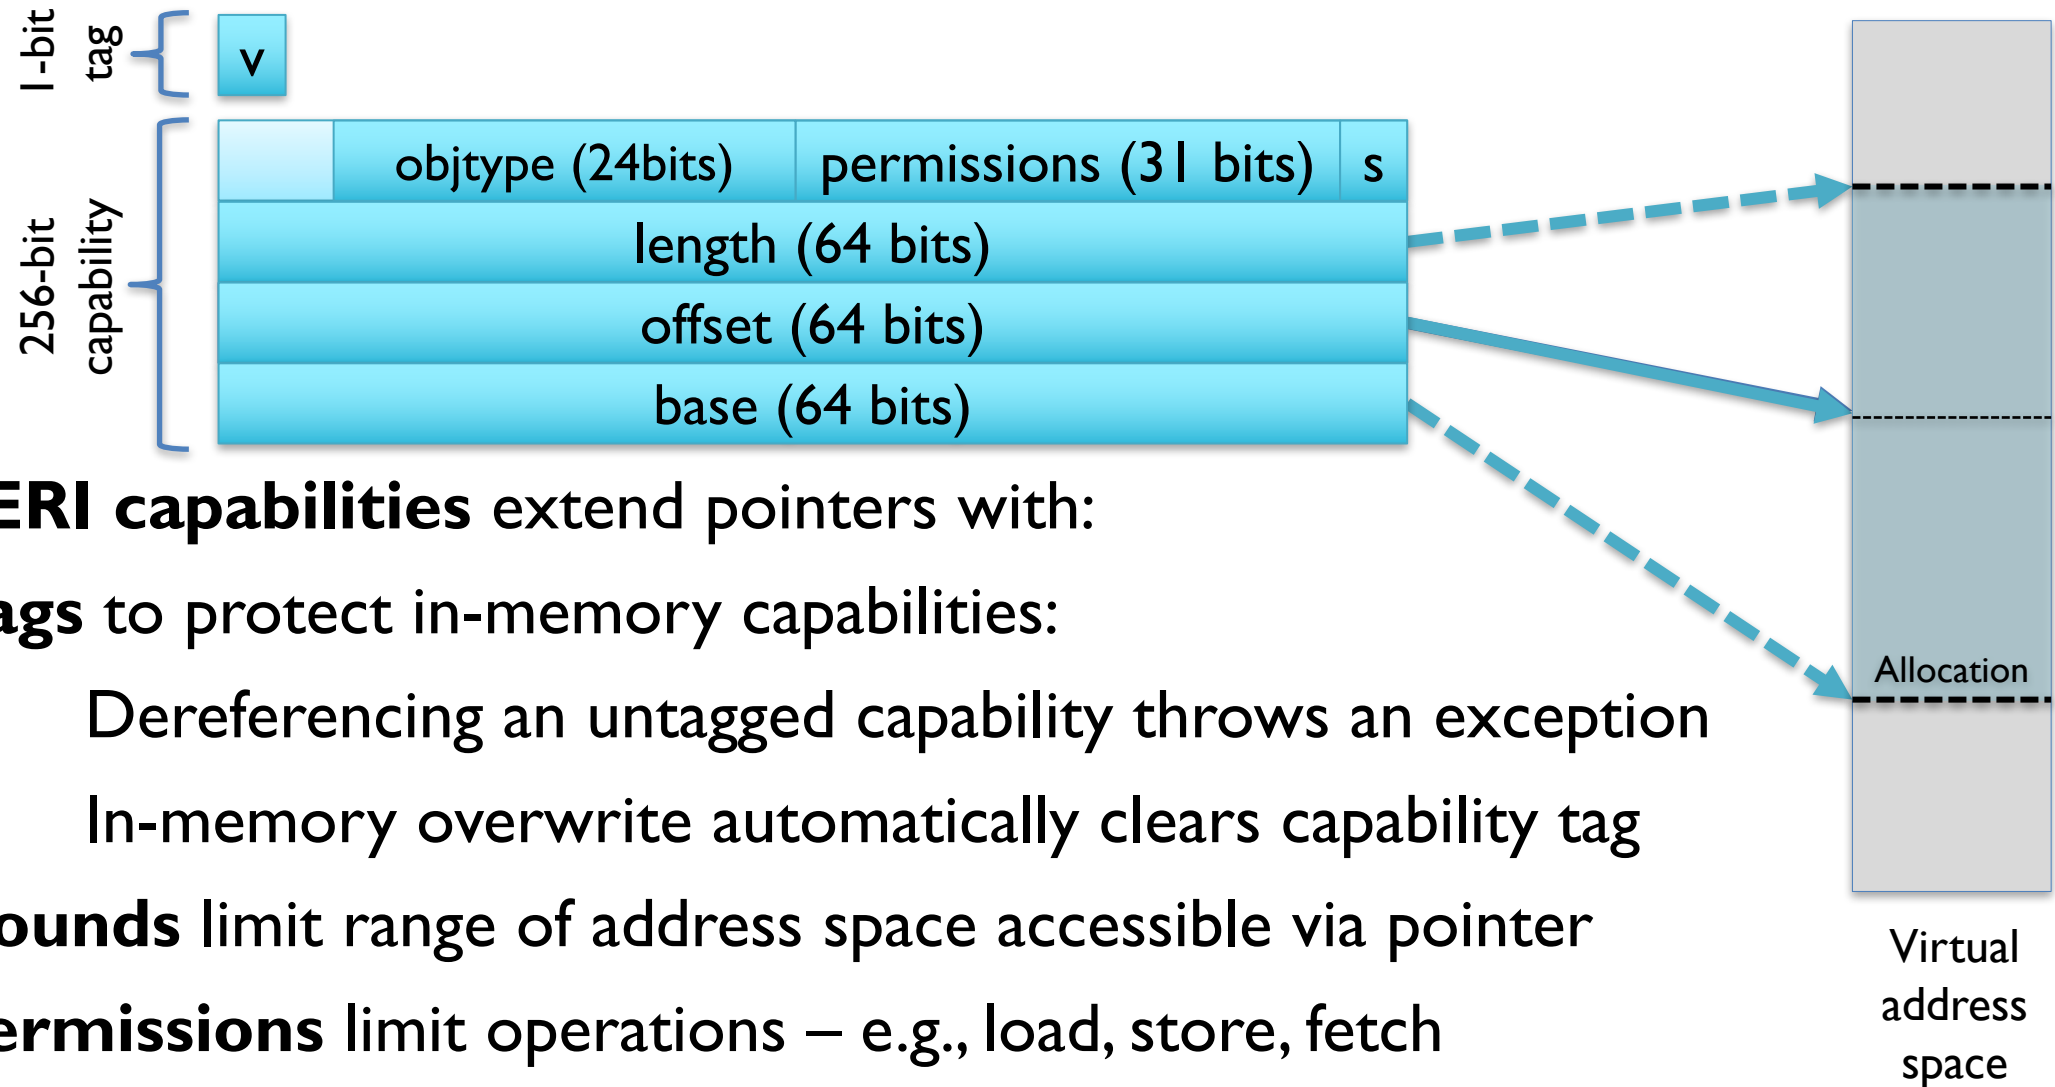 1-bit
tag
v
256-bit
capability
objtype (24bits) permissions (31 bits) s
length (64 bits)
offset (64 bits)
base (64 bits)
Allocation
Virtual
address
space
ERI capabilities extend pointers with:
ags to protect in-memory capabilities:
Dereferencing an untagged capability throws an exception
In-memory overwrite automatically clears capability tag
ounds limit range of address space accessible via pointer
ermissions limit operations – e.g., load, store, fetch